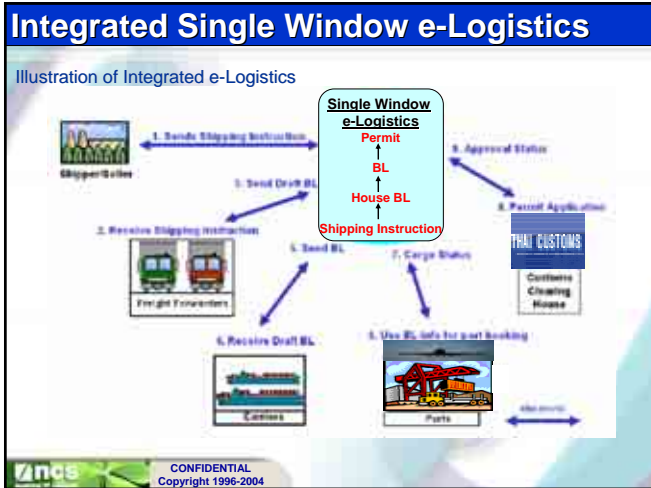 Integrated Single Window e-Logistics
Illustration of Integrated e-Logistics
Single Window
e-Logistics
Permit
BL
House BL
Shipping Instruction
1. Sends Shipping Instruction
Shipper/Seller
9. Approval Status
3. Send Draft BL
8. Permit Application
2. Receive Shipping Instruction
THAI CUSTOMS
Customs
Clearing
House
Freight Forwarders
Send BL
7. Cargo Status
Receive Draft BL
Use BL info for port booking
Carriers
Ports
ncs
CONFIDENTIAL
Copyright 1996-2004